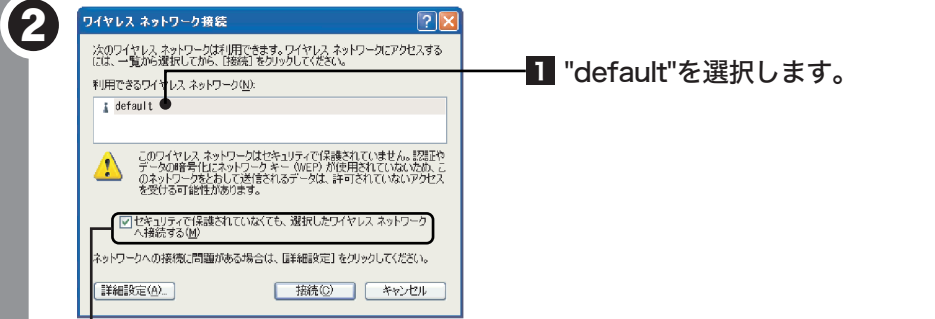 2
ワイヤレス ネットワーク接続
次のワイヤレス ネットワークは利用できます。ワイヤレス ネットワークにアクセスする
には、一覧から選択してから、[接続] をクリックしてください。
利用できるワイヤレス ネットワーク(N):
default
1 "default"を選択します。
このワイヤレス ネットワークはセキュリティで保護されていません。認証や
データの暗号化にネットワーク キー (WEP) が使用されていないため、こ
のネットワークをとおして送信されるデータは、許可されていないアクセス
を受ける可能性があります。
セキュリティで保護されていなくても、選択したワイヤレス ネットワーク
へ接続する(M)
ネットワークへの接続に問題がある場合は、[詳細設定] をクリックしてください。
詳細設定(A)...
接続(C)
キャンセル